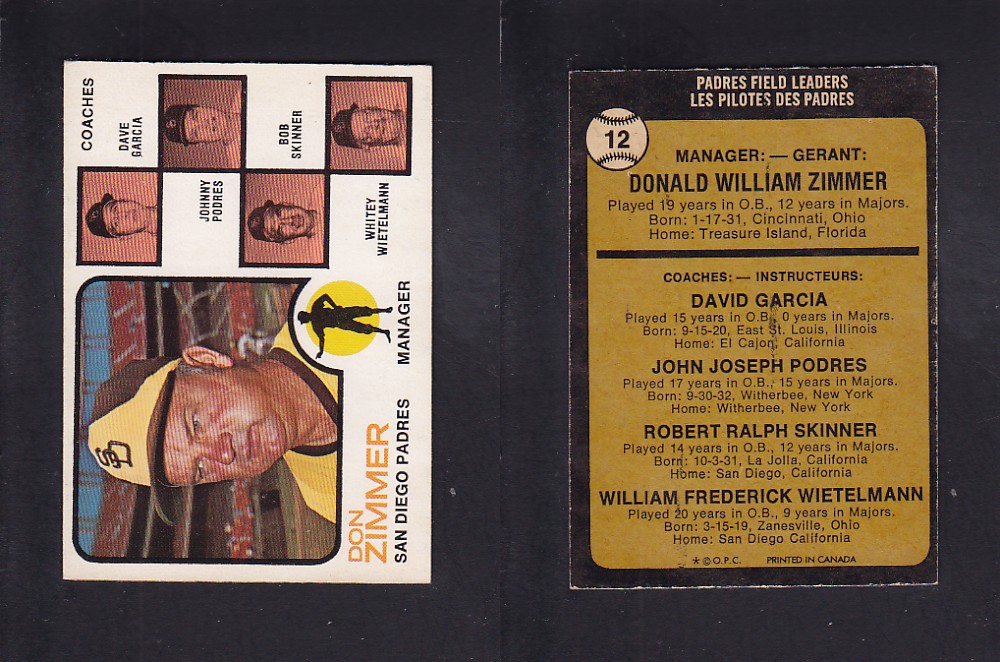 COACHES
DAVE
GARCIA
BOB
SKINNER
JOHNNY
PODRES
WHITEY
WIETELMANN
SD
DON
ZIMMER
SAN DIEGO PADRES MANAGER
PADRES FIELD LEADERS
LES PILOTES DES PADRES
12
MANAGER: — GERANT:
DONALD WILLIAM ZIMMER
Played 19 years in O.B., 12 years in Majors.
Born: 1-17-31, Cincinnati, Ohio
Home: Treasure Island, Florida
COACHES: — INSTRUCTEURS:
DAVID GARCIA
Played 15 years in O.B., 0 years in Majors.
Born: 9-15-20, East St. Louis, Illinois
Home: El Cajon, California
JOHN JOSEPH PODRES
Played 17 years in O.B., 15 years in Majors.
Born: 9-30-32, Witherbee, New York
Home: Witherbee, New York
ROBERT RALPH SKINNER
Played 14 years in O.B., 12 years in Majors.
Born: 10-3-31, La Jolla, California
Home: San Diego, California
WILLIAM FREDERICK WIETELMANN
Played 20 years in O.B., 9 years in Majors.
Born: 3-15-19, Zanesville, Ohio
Home: San Diego California
* © O.P.C. PRINTED IN CANADA